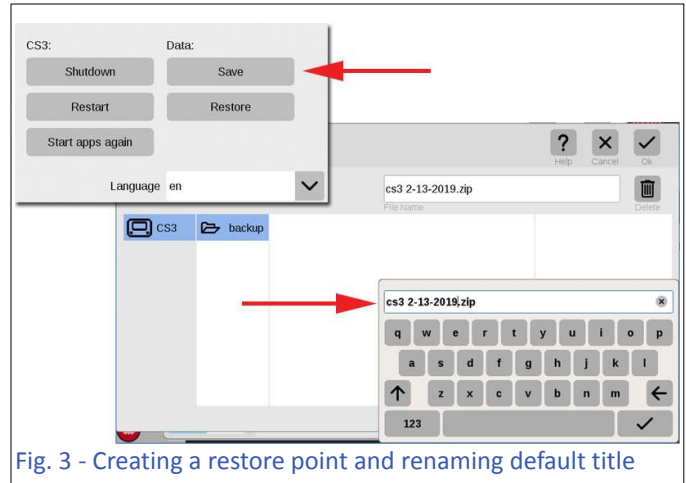 CS3: Data:
Shutdown Save
Restart Restore
Start apps again
Language en
? Help Cancel Ok
cs3 2-13-2019.zip
File Name Delete
CS3 backup
cs3 2-13-2019.zip
q w e r t y u i o p
a s d f g h j k l
z x c v b n m
123
Fig. 3 - Creating a restore point and renaming default title